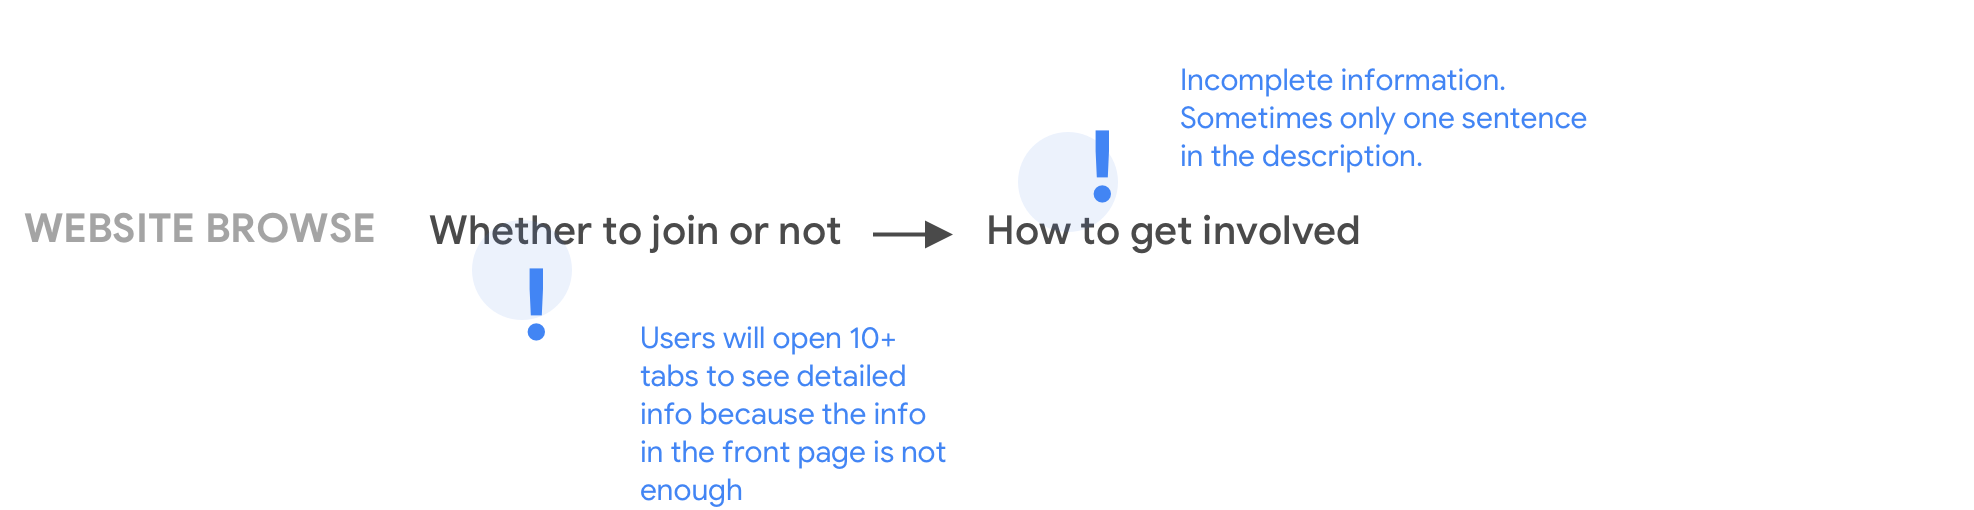 Incomplete information.
Sometimes only one sentence
in the description.
!
WEBSITE BROWSE
Whether to join or not
How to get involved
!
Users will open 10+
tabs to see detailed
info because the info
in the front page is not
enough